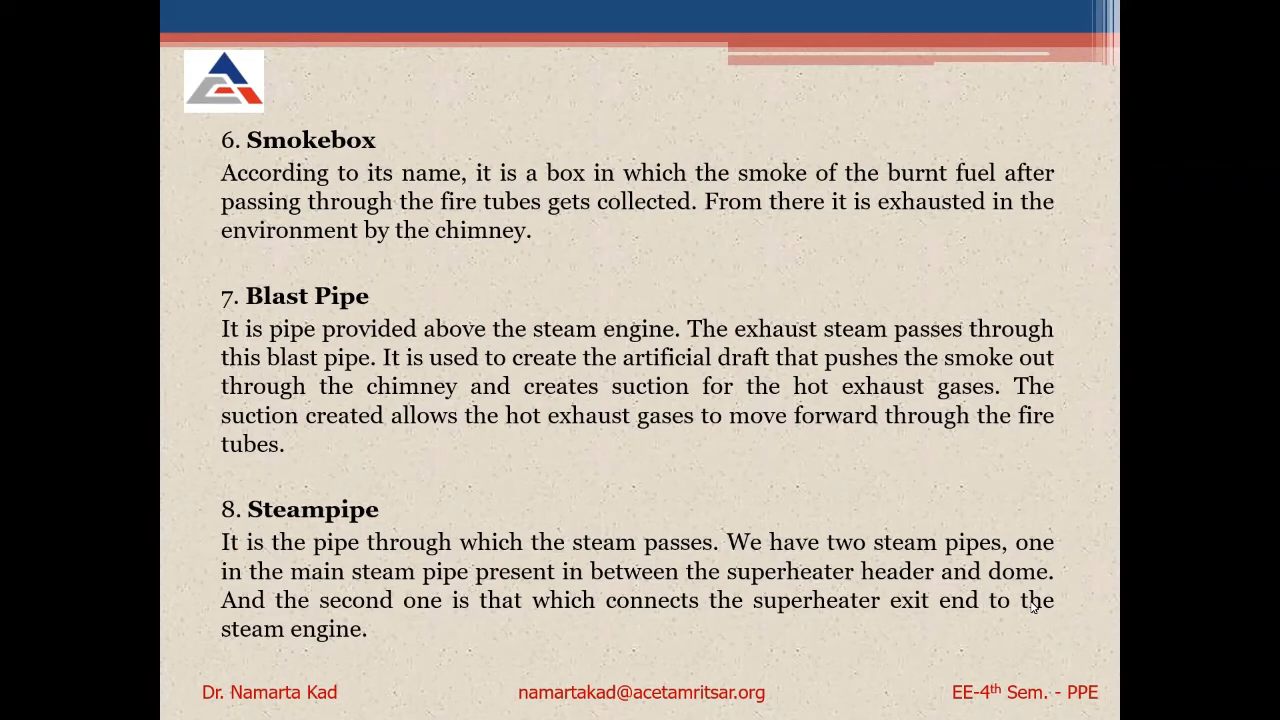 6. Smokebox
According to its name, it is a box in which the smoke of the burnt fuel after
passing through the fire tubes gets collected. From there it is exhausted in the
environment by the chimney.
7. Blast Pipe
It is pipe provided above the steam engine. The exhaust steam passes through
this blast pipe. It is used to create the artificial draft that pushes the smoke out
through the chimney and creates suction for the hot exhaust gases. The
suction created allows the hot exhaust gases to move forward through the fire
tubes.
8. Steampipe
It is the pipe through which the steam passes. We have two steam pipes, one
in the main steam pipe present in between the superheater header and dome.
And the second one is that which connects the superheater exit end to the
steam engine.
Dr. Namarta Kad namartakad@acetamritsar.org EE-4th Sem. - PPE